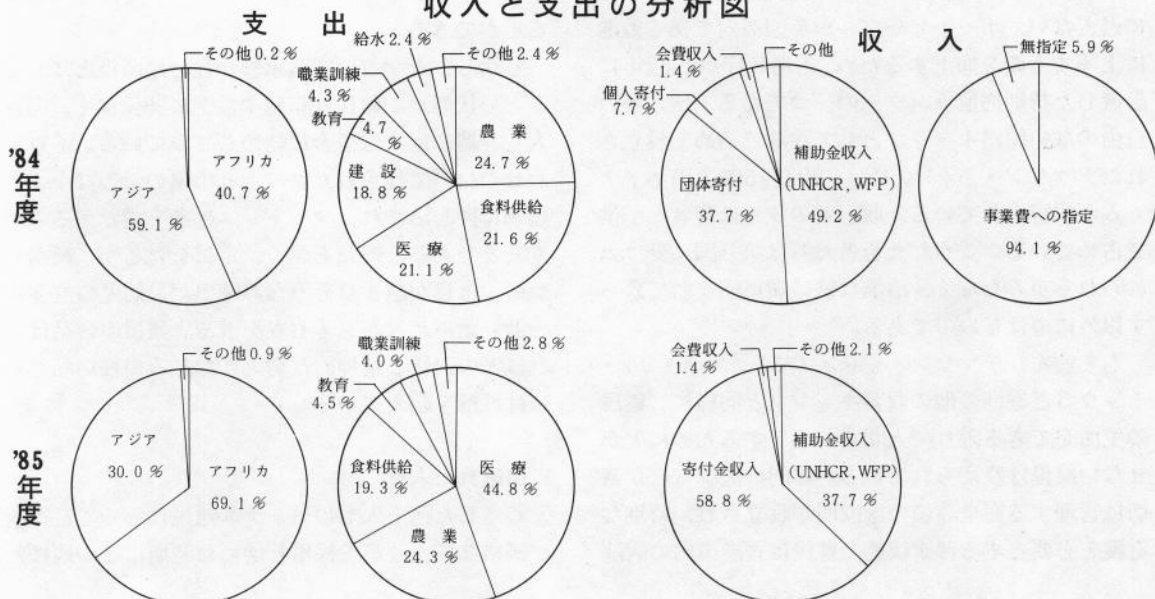 収入と支出の分析図
支 出
収 入
'84年度
その他 0.2%
アフリカ
40.7%
アジア
59.1%
給水 2.4%
その他 2.4%
職業訓練
4.3%
教育
4.7
%
農業
24.7%
建設
18.8%
食料供給
21.6%
医療
21.1%
会費収入
1.4%
その他
個人寄付
7.7%
補助金収入
(UNHCR, WFP)
49.2%
団体寄付
37.7%
無指定 5.9%
事業費への指定
94.1%
'85年度
その他 0.9%
アジア
30.0%
アフリカ
69.1%
職業訓練
4.0%
その他 2.8%
教育
4.5%
食料供給
19.3%
医療
44.8%
農業
24.3%
会費収入
1.4%
その他 2.1%
補助金収入
(UNHCR, WFP)
37.7%
寄付金収入
58.8%